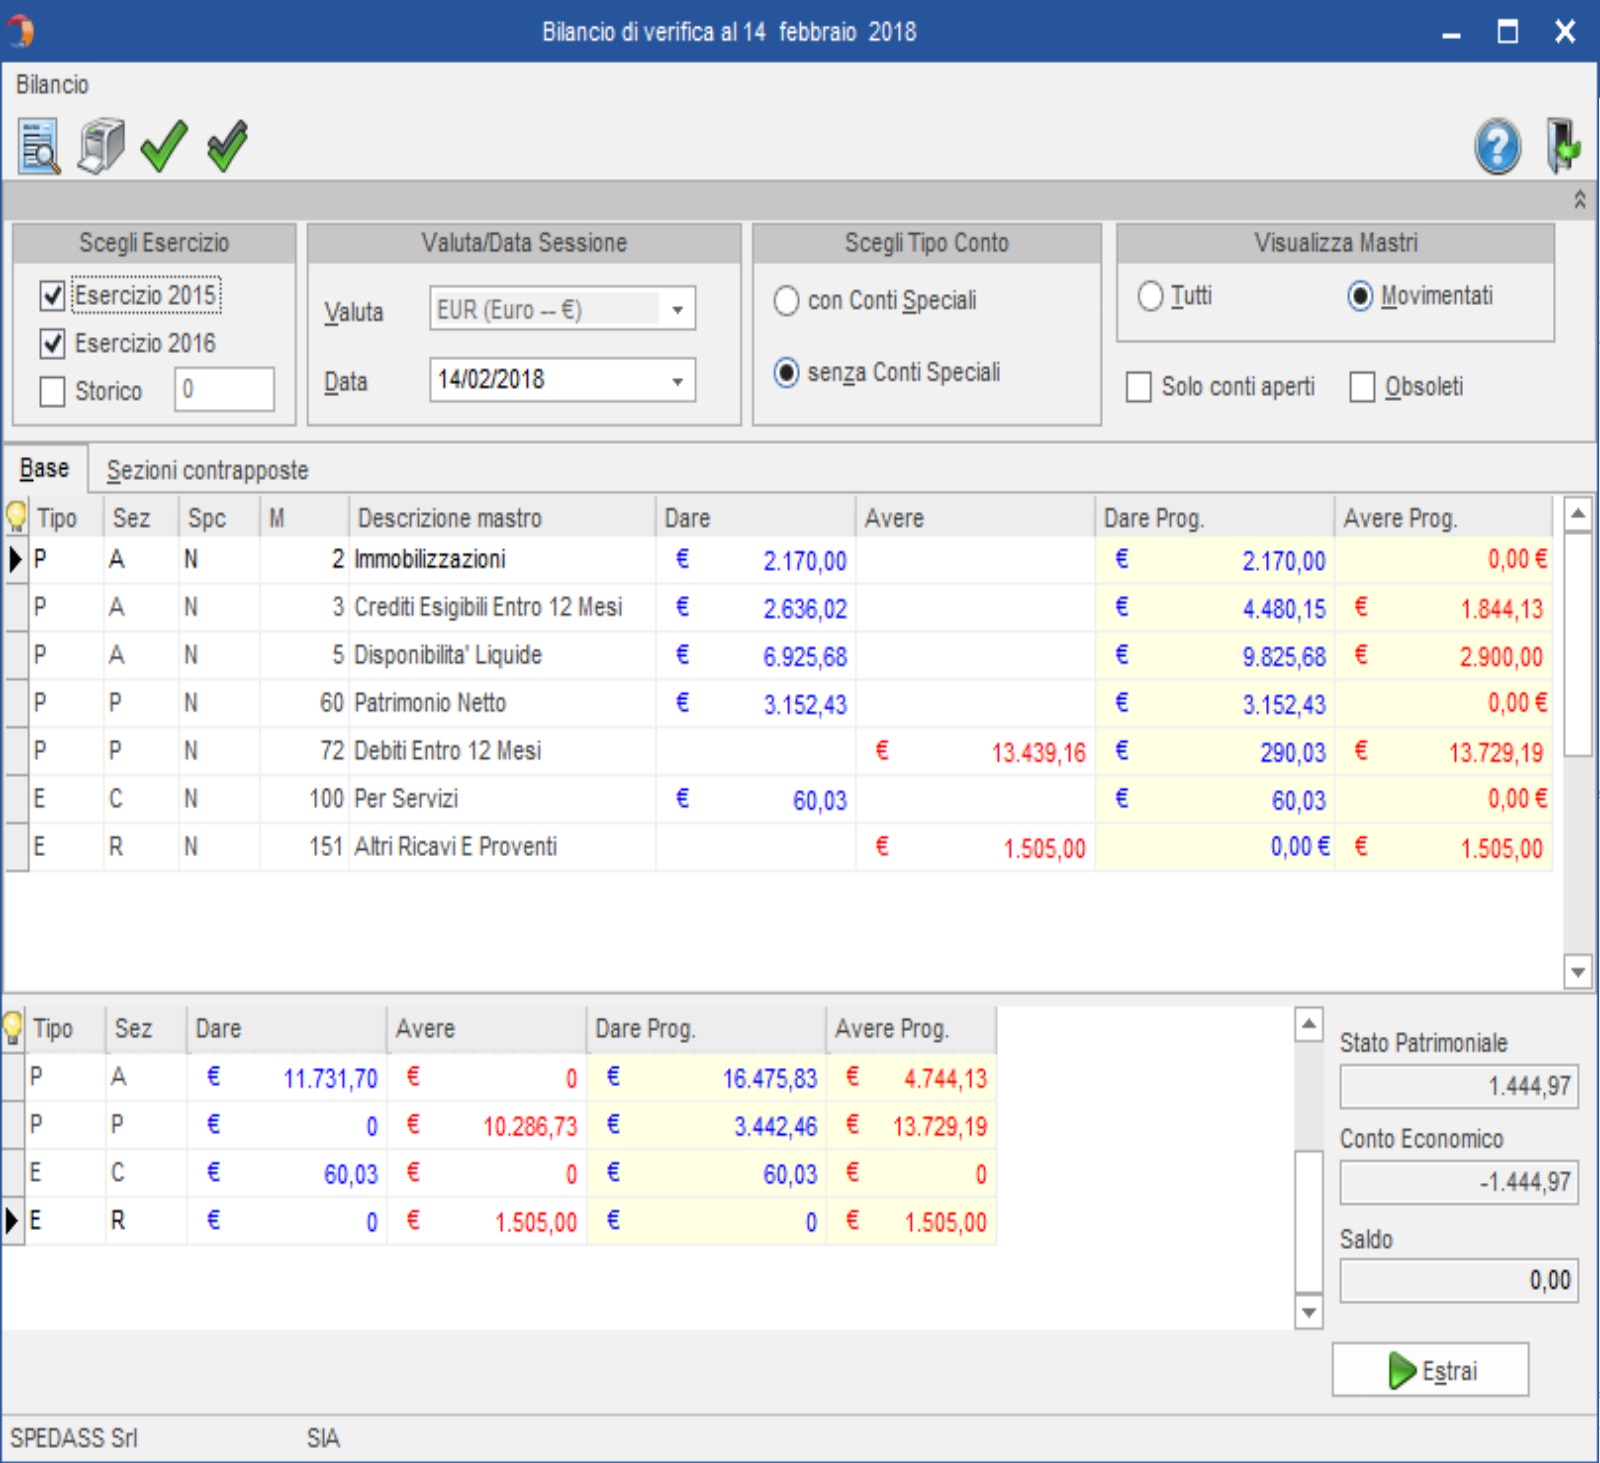 Bilancio di verifica al 14 febbraio 2018
Bilancio
Scegli Esercizio
Esercizio 2015
Esercizio 2016
Storico 0
Valuta/Data Sessione
Valuta EUR (Euro -- €)
Data 14/02/2018
Scegli Tipo Conto
con Conti Speciali
senza Conti Speciali
Visualizza Mastri
Tutti Movimentati
Solo conti aperti Obsoleti
Base Sezioni contrapposte
Tipo Sez Spc M Descrizione mastro Dare Avere Dare Prog. Avere Prog.
P A N 2 Immobilizzazioni € 2.170,00 € 2.170,00 0,00 €
P A N 3 Crediti Esigibili Entro 12 Mesi € 2.636,02 € 4.480,15 € 1.844,13
P A N 5 Disponibilita' Liquide € 6.925,68 € 9.825,68 € 2.900,00
P P N 60 Patrimonio Netto € 3.152,43 € 3.152,43 0,00 €
P P N 72 Debiti Entro 12 Mesi € 13.439,16 € 290,03 € 13.729,19
E C N 100 Per Servizi € 60,03 € 60,03 0,00 €
E R N 151 Altri Ricavi E Proventi € 1.505,00 0,00 € € 1.505,00
Tipo Sez Dare Avere Dare Prog. Avere Prog.
P A € 11.731,70 € 0 € 16.475,83 € 4.744,13
P P € 0 € 10.286,73 € 3.442,46 € 13.729,19
E C € 60,03 € 0 € 60,03 € 0
E R € 0 € 1.505,00 € 0 € 1.505,00
Stato Patrimoniale
1.444,97
Conto Economico
-1.444,97
Saldo
0,00
Estrai
SPEDASS Srl SIA